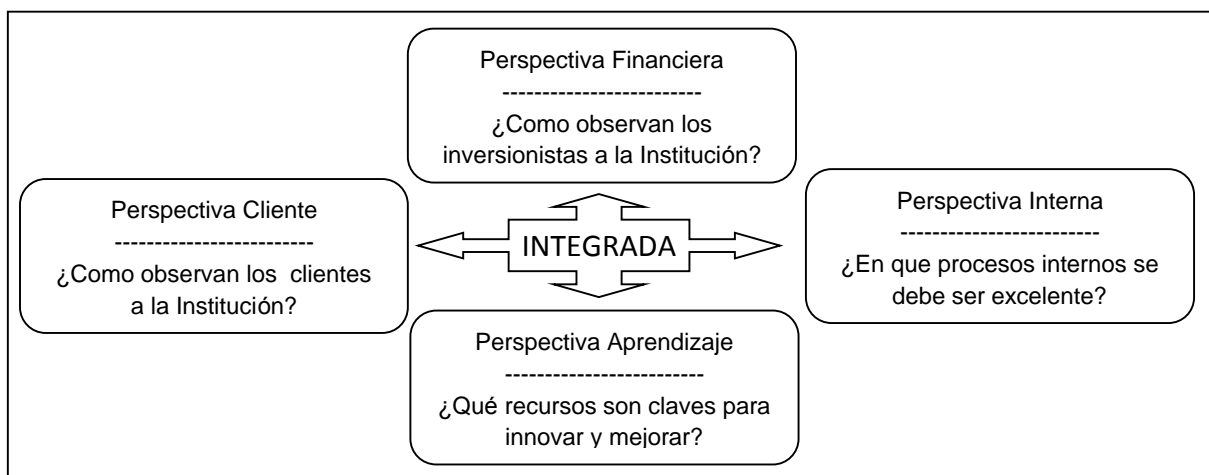 Perspectiva Financiera
-------------------------
¿Como observan los
inversionistas a la Institución?
Perspectiva Cliente
-------------------------
¿Como observan los  clientes
a la Institución?
INTEGRADA
Perspectiva Interna
-------------------------
¿En que procesos internos se
debe ser excelente?
Perspectiva Aprendizaje
-------------------------
¿Qué recursos son claves para
innovar y mejorar?